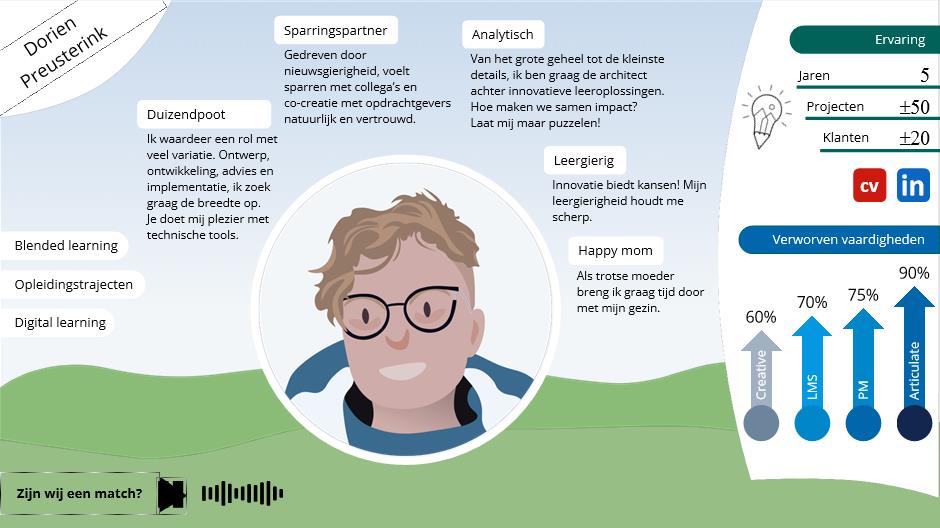 Dorien
Preusterink
Sparringspartner
Gedreven door
nieuwsgierigheid, voelt
sparren met collega's en
co-creatie met opdrachtgevers
natuurlijk en vertrouwd.
Analytisch
Van het grote geheel tot de kleinste
details, ik ben graag de architect
achter innovatieve leeroplossingen.
Hoe maken we samen impact?
Laat mij maar puzzelen!
Duizendpoot
Ik waardeer een rol met
veel variatie. Ontwerp,
ontwikkeling, advies en
implementatie, ik zoek
graag de breedte op.
Je doet mij plezier met
technische tools.
Leergierig
Innovatie biedt kansen! Mijn
leergierigheid houdt me
scherp.
Happy mom
Als trotse moeder
breng ik graag tijd door
met mijn gezin.
Blended learning
Opleidingstrajecten
Digital learning
Zijn wij een match?
Ervaring
Jaren 5
Projecten ±50
Klanten ±20
cv in
Verworven vaardigheden
60% 70% 75% 90%
Creative LMS PM Articulate